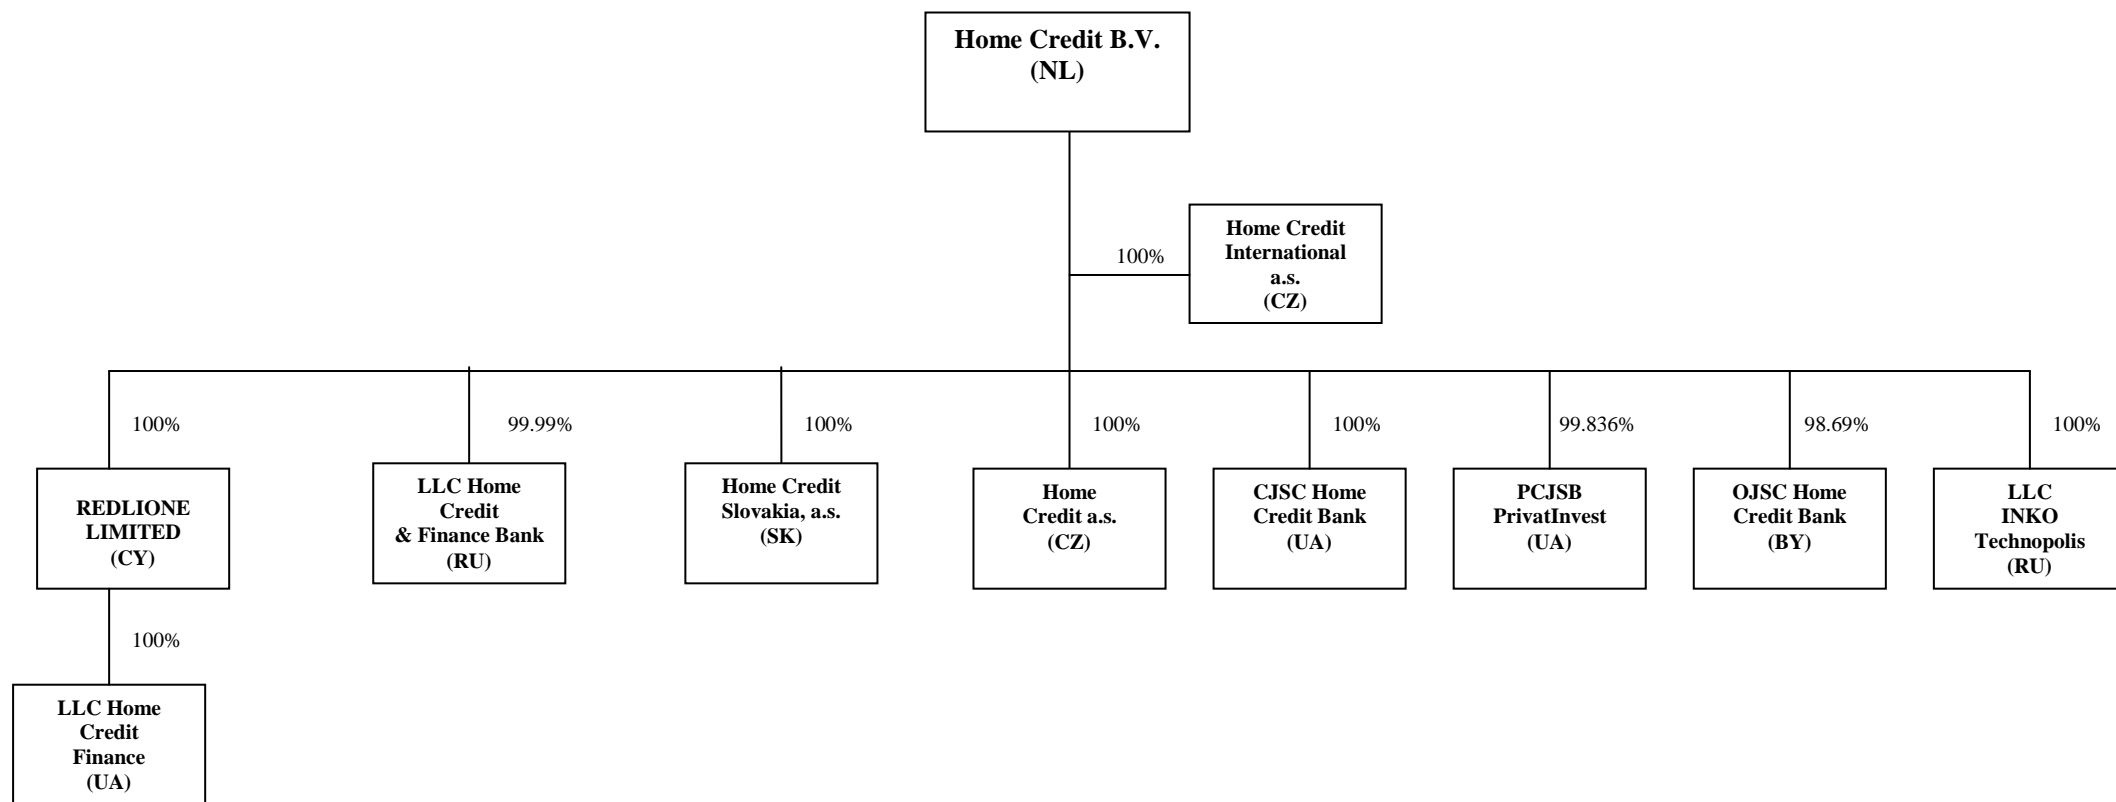 Home Credit B.V.
(NL)
Home Credit
International
a.s.
(CZ)
100%
100%
99.99%
100%
100%
100%
99.836%
98.69%
100%
REDLIONE
LIMITED
(CY)
LLC Home
Credit
& Finance Bank
(RU)
Home Credit
Slovakia, a.s.
(SK)
Home
Credit a.s.
(CZ)
CJSC Home
Credit Bank
(UA)
PCJSB
PrivatInvest
(UA)
OJSC Home
Credit Bank
(BY)
LLC
INKO
Technopolis
(RU)
100%
LLC Home
Credit
Finance
(UA)